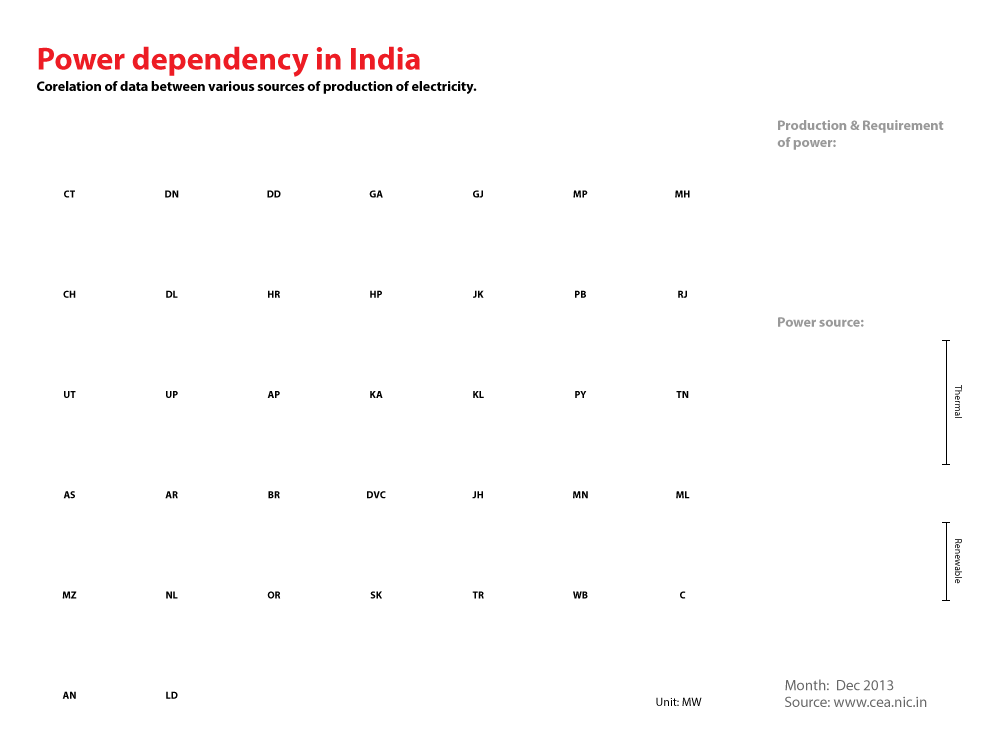 Power dependency in India
Corelation of data between various sources of production of electricity.
Production & Requirement
of power:
CT DN DD GA GJ MP MH
CH DL HR HP JK PB RJ
Power source:
UT UP AP KA KL PY TN
Thermal
AS AR BR DVC JH MN ML
Renewable
MZ NL OR SK TR WB C
AN LD
Unit: MW
Month: Dec 2013
Source: www.cea.nic.in